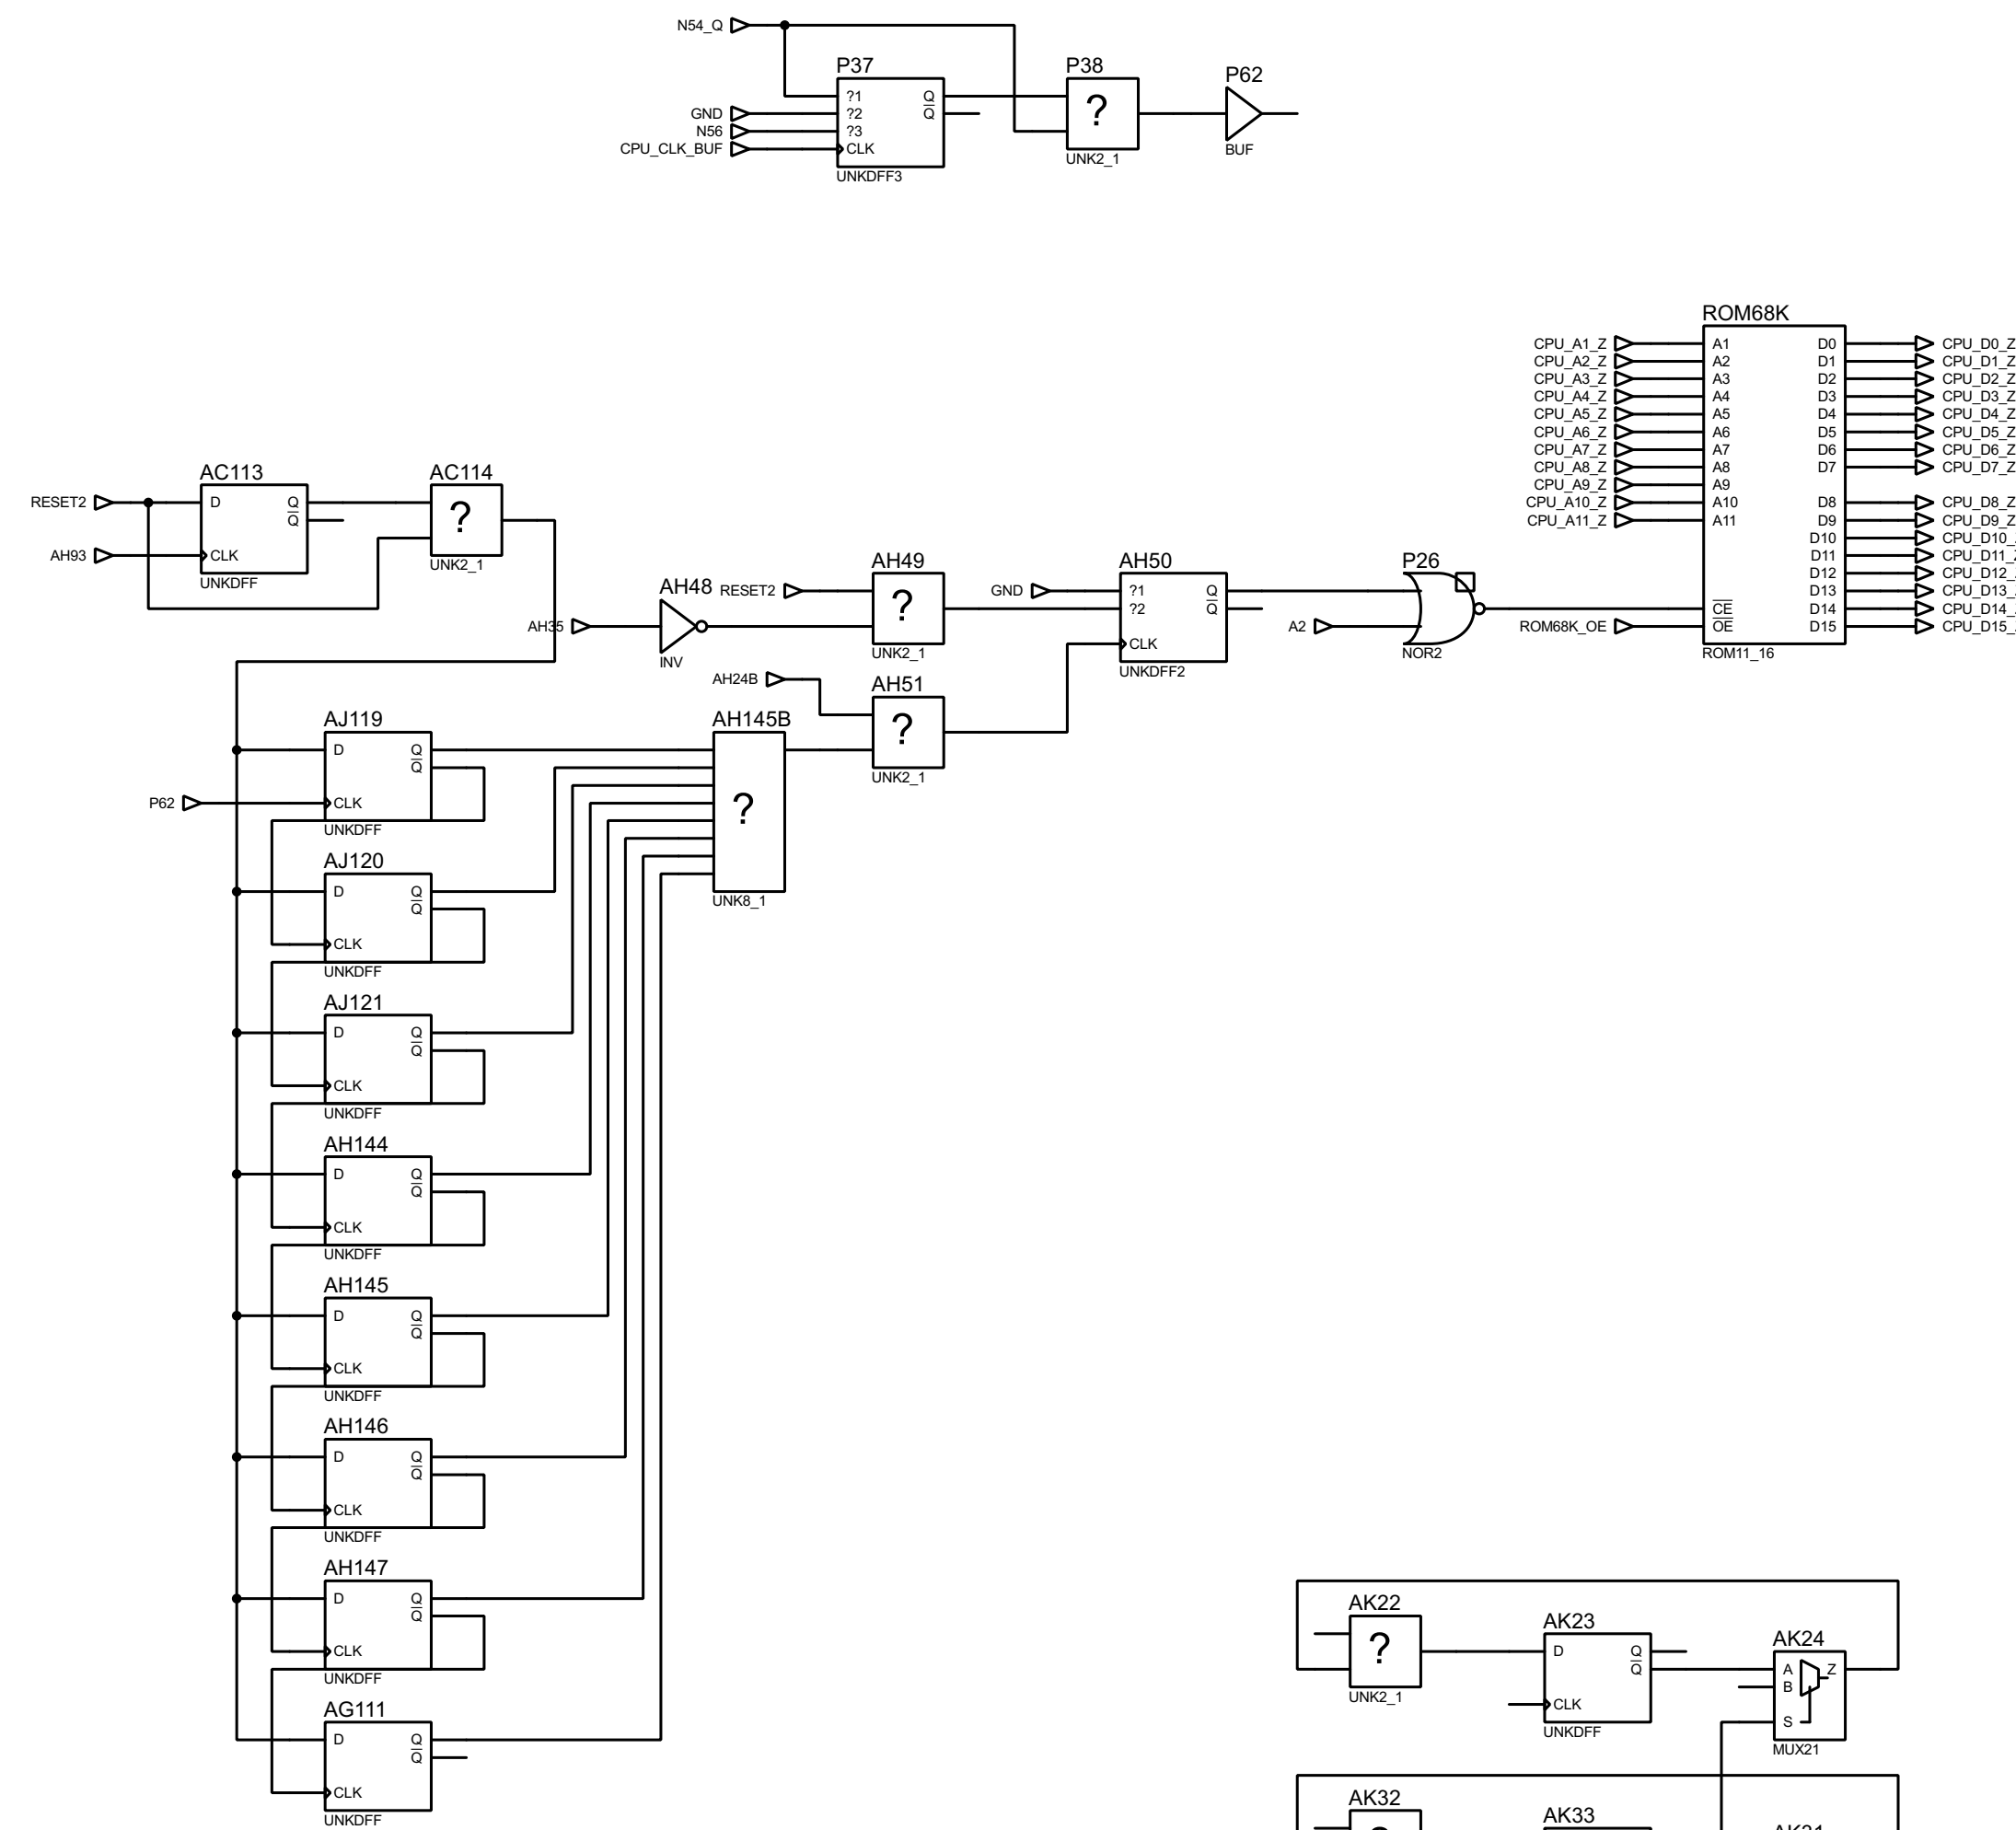 N54_Q
P37
P38
P62
?1
Q
Q
GND
?2
N56
?3
CPU_CLK_BUF
CLK
?
UNKDFF3
UNK2_1
BUF
ROM68K
CPU_A1_Z
A1
D0
CPU_D0_Z
CPU_A2_Z
A2
D1
CPU_D1_Z
CPU_A3_Z
A3
D2
CPU_D2_Z
CPU_A4_Z
A4
D3
CPU_D3_Z
CPU_A5_Z
A5
D4
CPU_D4_Z
CPU_A6_Z
A6
D5
CPU_D5_Z
CPU_A7_Z
A7
D6
CPU_D6_Z
CPU_A8_Z
A8
D7
CPU_D7_Z
CPU_A9_Z
A9
CPU_A10_Z
A10
D8
CPU_D8_Z
CPU_A11_Z
A11
D9
CPU_D9_Z
D10
CPU_D10_
D11
CPU_D11_
D12
CPU_D12_
D13
CPU_D13_
CE
D14
CPU_D14_
ROM68K_OE
OE
D15
CPU_D15_
ROM11_16
AC113
AC114
RESET2
D
Q
Q
?
AH93
CLK
UNKDFF
UNK2_1
AH48
RESET2
AH49
GND
AH50
P26
?1
Q
?
?2
Q
AH35
A2
CLK
INV
UNK2_1
UNKDFF2
NOR2
AH24B
AH51
?
UNK2_1
AJ119
AH145B
D
Q
Q
P62
CLK
?
UNKDFF
UNK8_1
AJ120
D
Q
Q
CLK
UNKDFF
AJ121
D
Q
Q
CLK
UNKDFF
AH144
D
Q
Q
CLK
UNKDFF
AH145
D
Q
Q
CLK
UNKDFF
AH146
D
Q
Q
CLK
UNKDFF
AH147
D
Q
Q
CLK
UNKDFF
AG111
D
Q
Q
CLK
UNKDFF
AK22
AK23
AK24
?
D
Q
Q
A
Z
B
CLK
S
UNK2_1
UNKDFF
MUX21
AK32
AK33